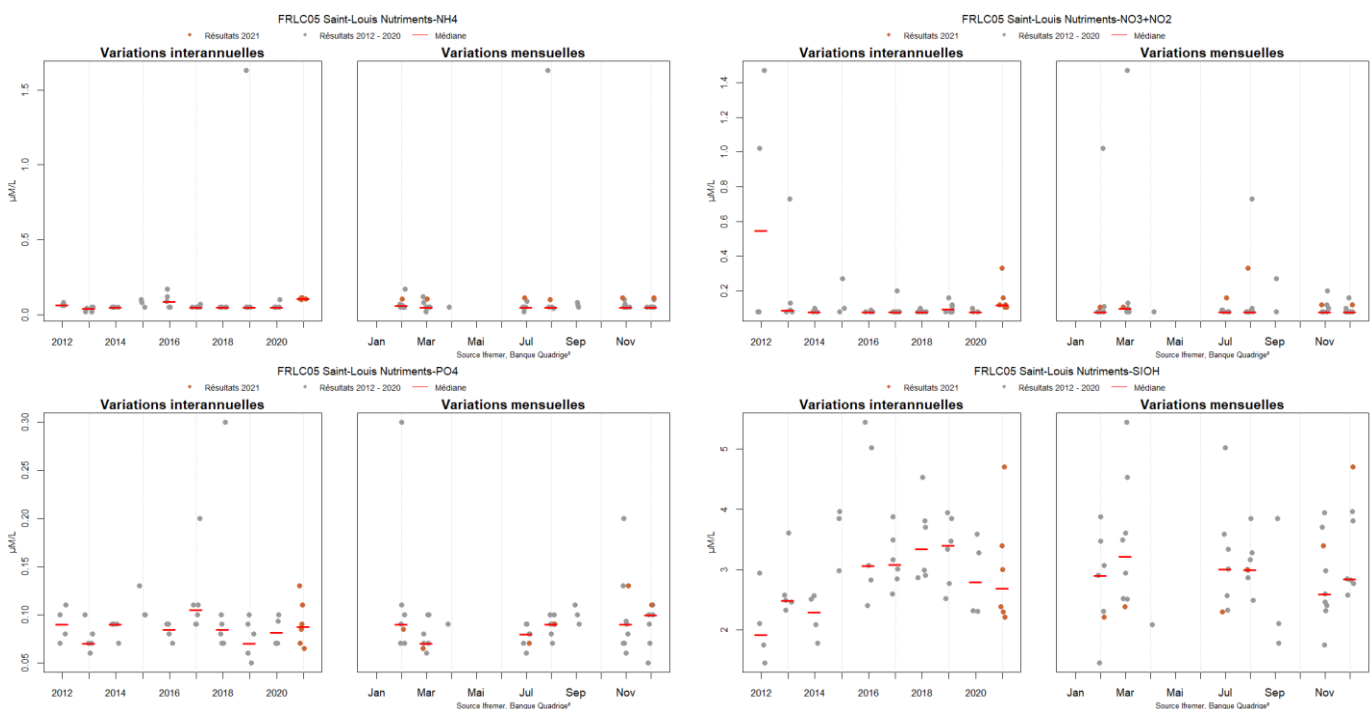 FRLC05 Saint-Louis Nutriments-NH4
Résultats 2021 Résultats 2012 - 2020 Médiane
Variations interannuelles Variations mensuelles
µM/L
1.5
1.0
0.5
0.0
2012 2014 2016 2018 2020
Jan Mar Mai Jul Sep Nov
Source Ifremer, Banque Quadrige²
FRLC05 Saint-Louis Nutriments-NO3+NO2
Résultats 2021 Résultats 2012 - 2020 Médiane
Variations interannuelles Variations mensuelles
µM/L
1.4
1.2
1.0
0.8
0.6
0.4
0.2
2012 2014 2016 2018 2020
Jan Mar Mai Jul Sep Nov
Source Ifremer, Banque Quadrige²
FRLC05 Saint-Louis Nutriments-PO4
Résultats 2021 Résultats 2012 - 2020 Médiane
Variations interannuelles Variations mensuelles
µM/L
0.30
0.25
0.20
0.15
0.10
0.05
2012 2014 2016 2018 2020
Jan Mar Mai Jul Sep Nov
Source Ifremer, Banque Quadrige²
FRLC05 Saint-Louis Nutriments-SIOH
Résultats 2021 Résultats 2012 - 2020 Médiane
Variations interannuelles Variations mensuelles
µM/L
5
4
3
2
2012 2014 2016 2018 2020
Jan Mar Mai Jul Sep Nov
Source Ifremer, Banque Quadrige²